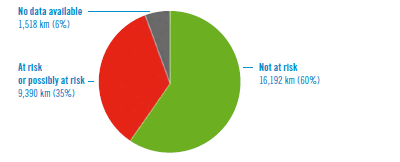 No data available
1,518 km (6%)
At risk
or possibly at risk
9,390 km (35%)
Not at risk
16,192 km (60%)